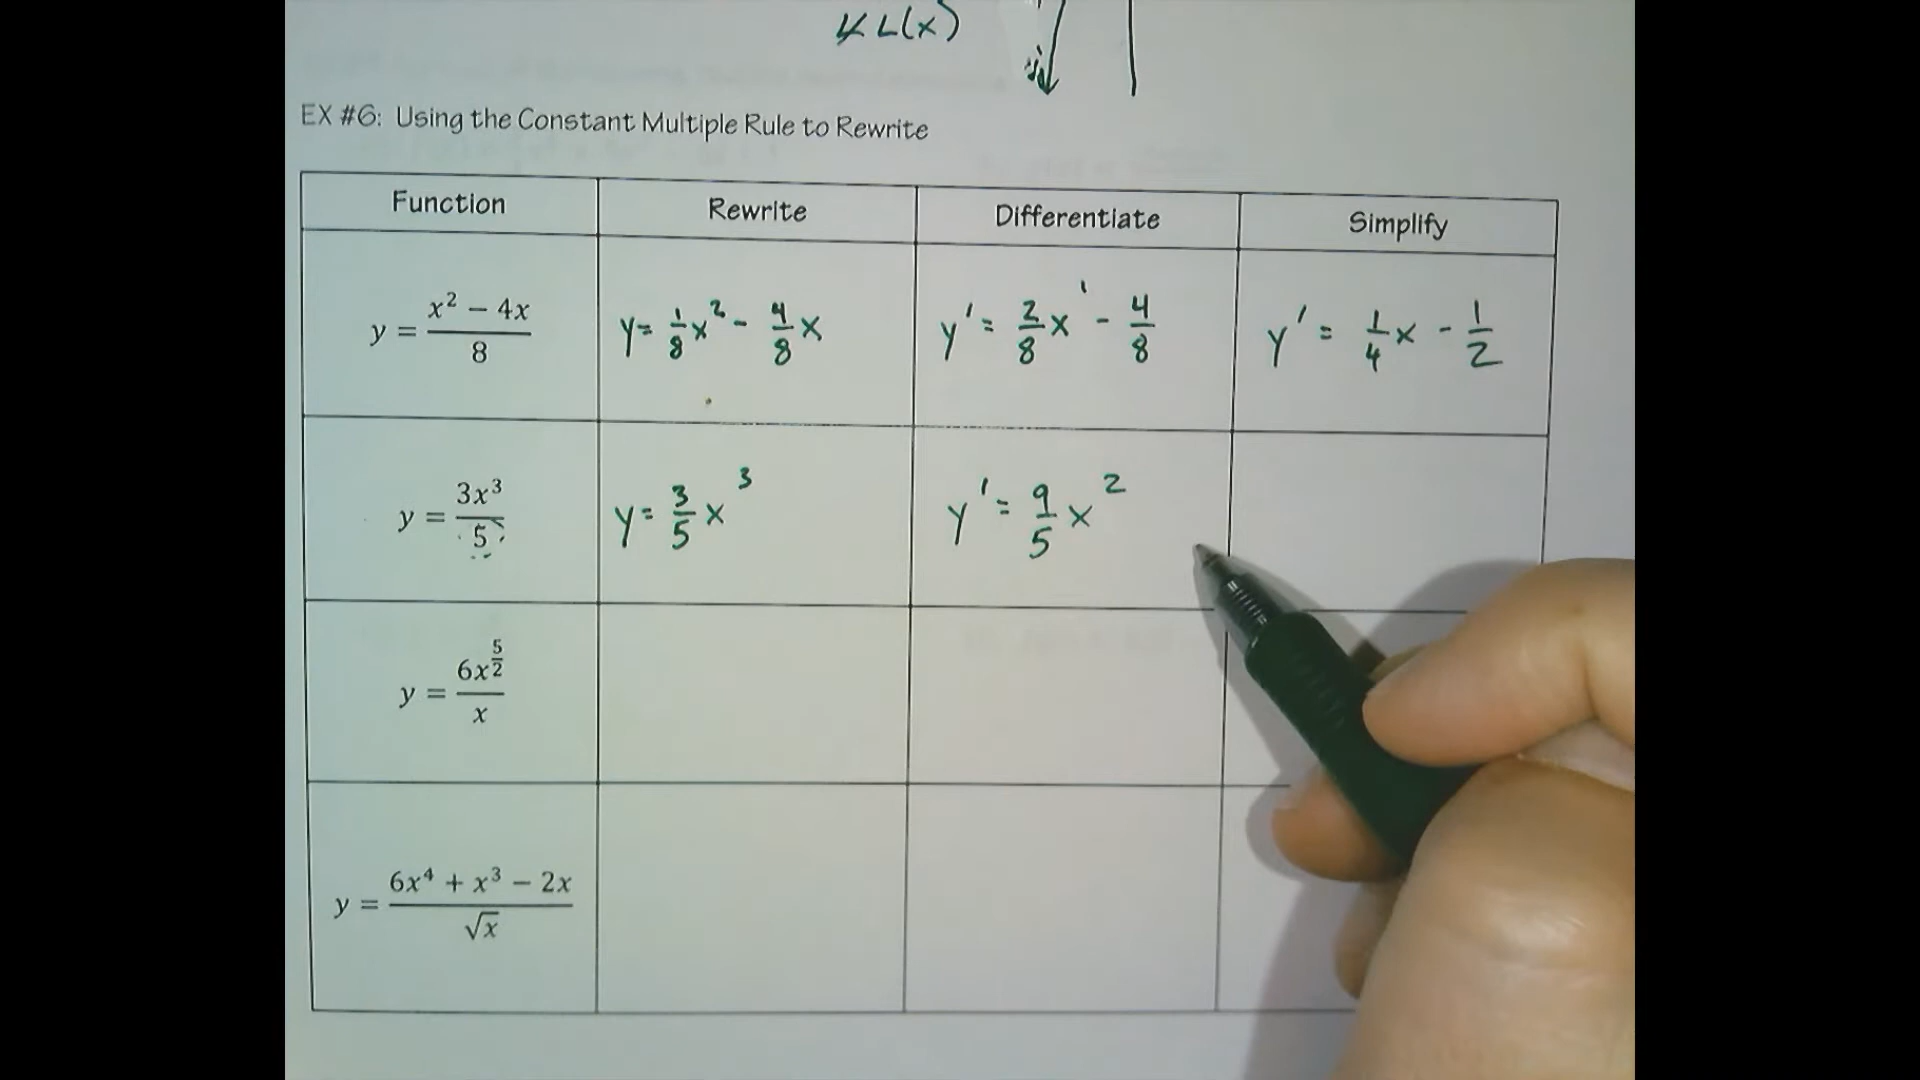 k L(x)
EX #6: Using the Constant Multiple Rule to Rewrite
Function Rewrite Differentiate Simplify
y = (x² − 4x)/8 y = 1/8 x² - 4/8 x y' = 2/8 x¹ - 4/8 y' = 1/4 x - 1/2
y = 3x³/5 y = 3/5 x³ y' = 9/5 x²
y = 6x^(5/2)/x
y = (6x⁴ + x³ − 2x)/√x